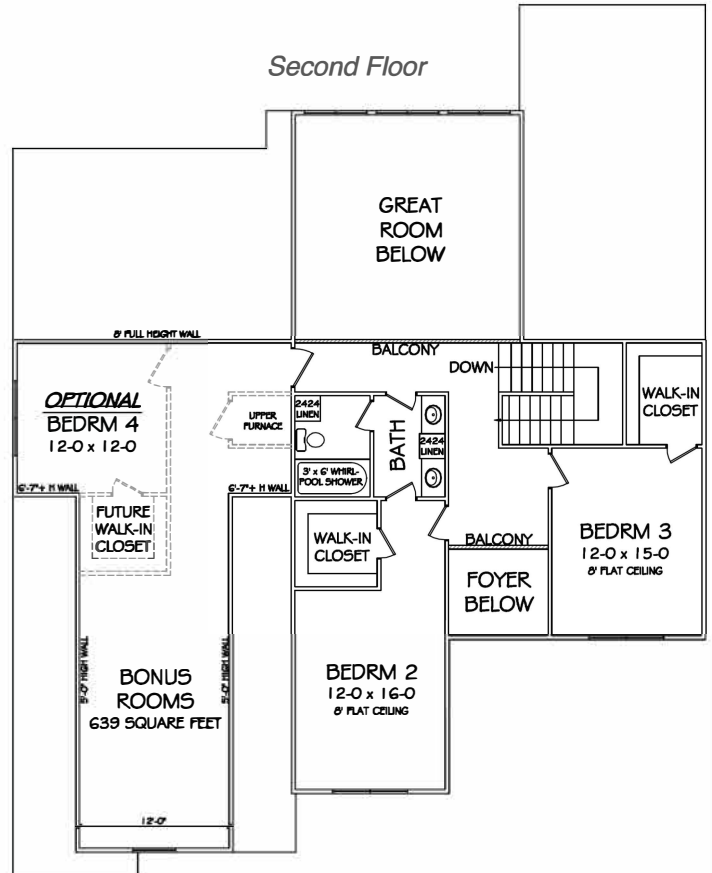 Second Floor
GREAT
ROOM
BELOW
8' FULL HEIGHT WALL
BALCONY
DOWN
OPTIONAL
BEDRM 4
12-0 x 12-0
UPPER
FURNACE
2424
LINEN
BATH
2424
LINEN
WALK-IN
CLOSET
3' x 6' WHIRL-
POOL SHOWER
6'-7"+ H WALL
6'-7"+ H WALL
FUTURE
WALK-IN
CLOSET
WALK-IN
CLOSET
BALCONY
BEDRM 3
12-0 x 15-0
8' FLAT CEILING
FOYER
BELOW
5'-0" HIGH WALL
5'-0" HIGH WALL
BONUS
ROOMS
639 SQUARE FEET
BEDRM 2
12-0 x 16-0
8' FLAT CEILING
12'-0"